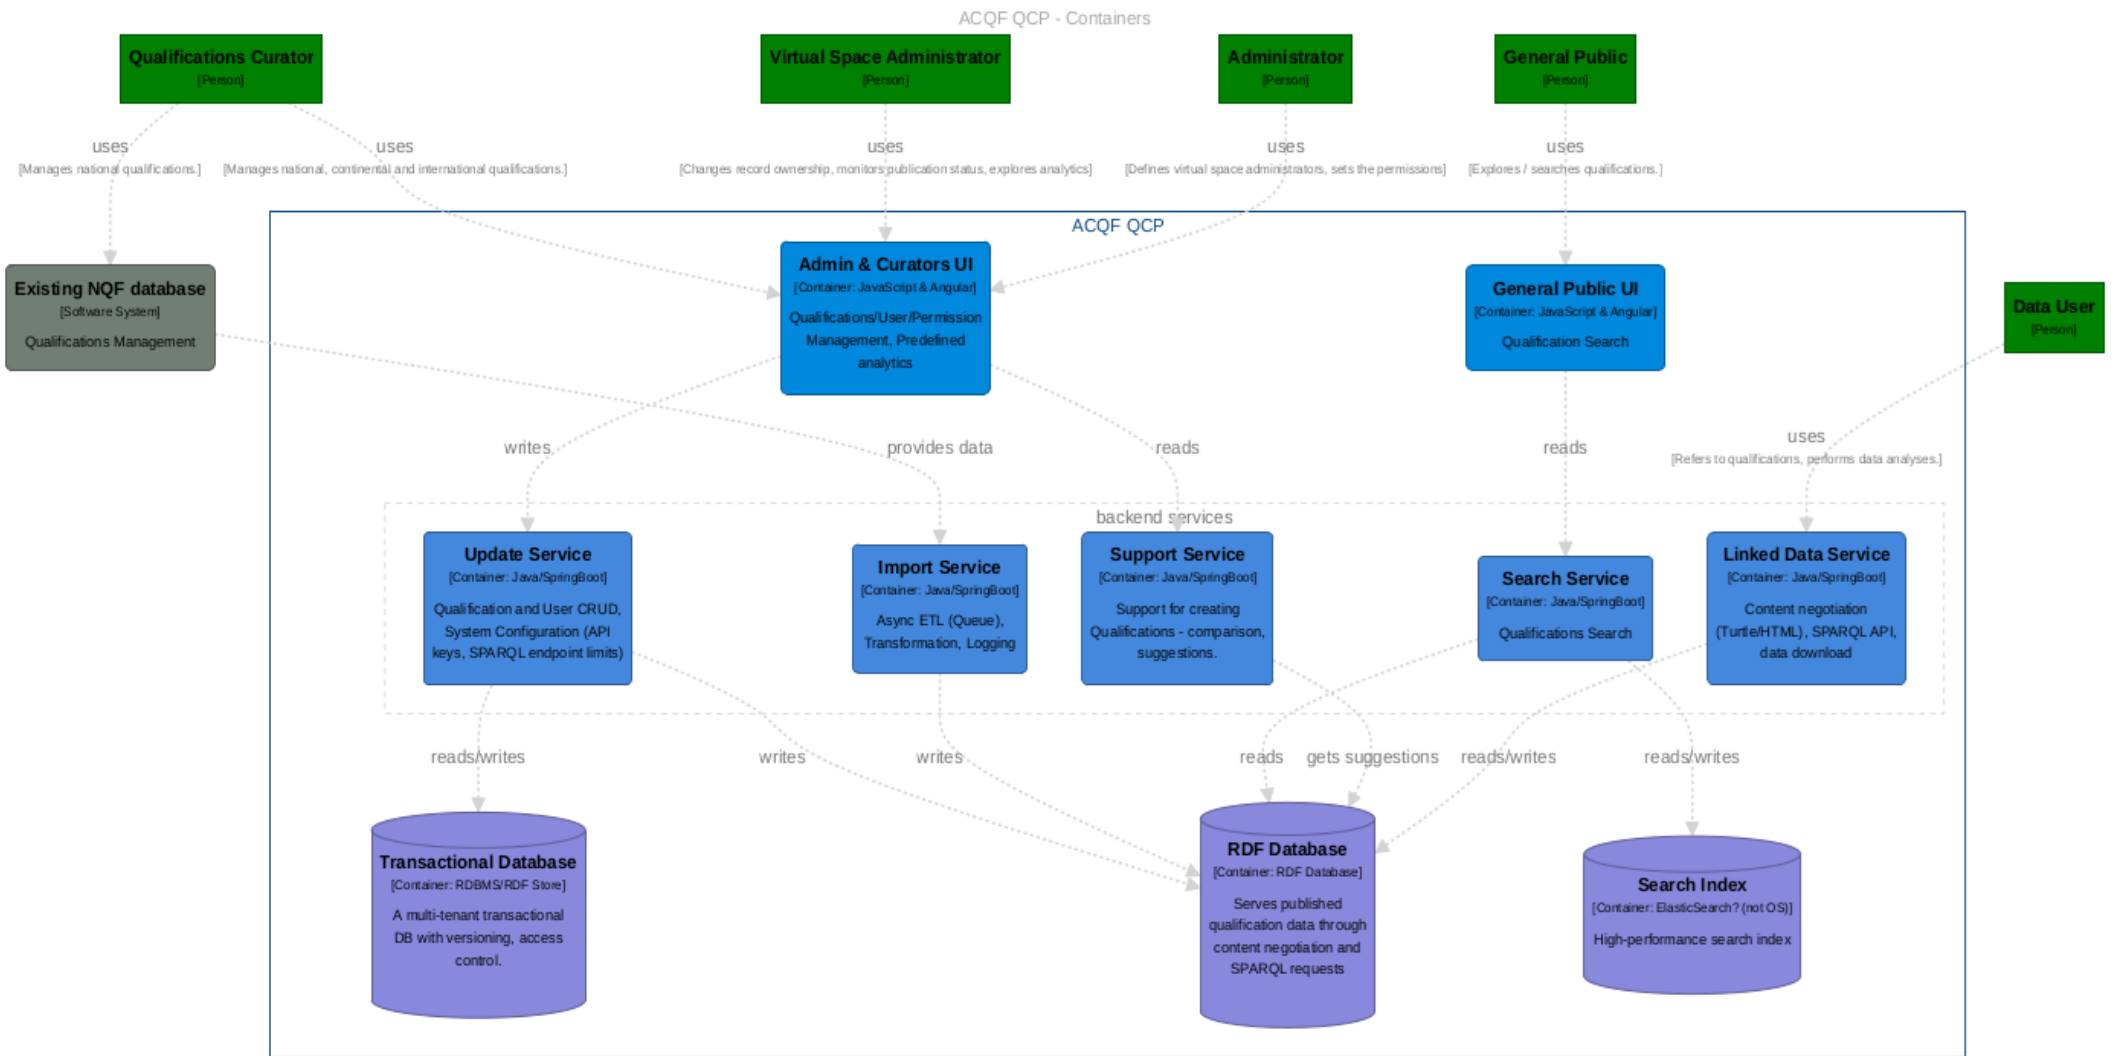 ACQF QCP - Containers
Qualifications Curator
[Person]
Virtual Space Administrator
[Person]
Administrator
[Person]
General Public
[Person]
uses
[Manages national qualifications.]
uses
[Manages national, continental and international qualifications.]
uses
[Changes record ownership, monitors publication status, explores analytics]
uses
[Defines virtual space administrators, sets the permissions]
uses
[Explores / searches qualifications.]
ACQF QCP
Existing NQF database
[Software System]
Qualifications Management
Admin & Curators UI
[Container: JavaScript & Angular]
Qualifications/User/Permission
Management, Predefined
analytics
General Public UI
[Container: JavaScript & Angular]
Qualification Search
Data User
[Person]
writes
provides data
reads
reads
uses
[Refers to qualifications, performs data analyses.]
backend services
Update Service
[Container: Java/SpringBoot]
Qualification and User CRUD,
System Configuration (API
keys, SPARQL endpoint limits)
Import Service
[Container: Java/SpringBoot]
Async ETL (Queue),
Transformation, Logging
Support Service
[Container: Java/SpringBoot]
Support for creating
Qualifications - comparison,
suggestions.
Search Service
[Container: Java/SpringBoot]
Qualifications Search
Linked Data Service
[Container: Java/SpringBoot]
Content negotiation
(Turtle/HTML), SPARQL API,
data download
reads/writes
writes
writes
reads
gets suggestions
reads/writes
reads/writes
Transactional Database
[Container: RDBMS/RDF Store]
A multi-tenant transactional
DB with versioning, access
control.
RDF Database
[Container: RDF Database]
Serves published
qualification data through
content negotiation and
SPARQL requests
Search Index
[Container: ElasticSearch? (not OS)]
High-performance search index